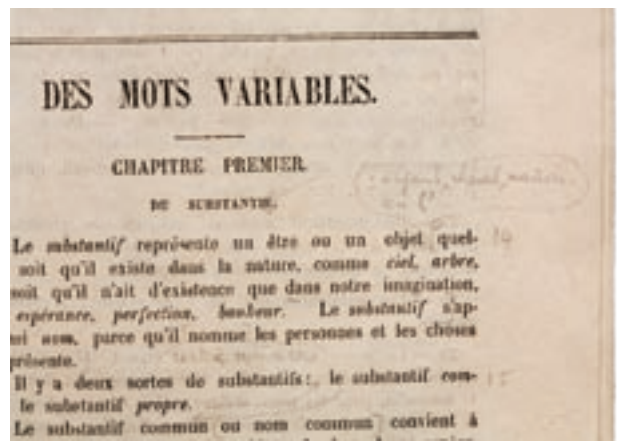 DES MOTS VARIABLES.
CHAPITRE PREMIER.
DU SUBSTANTIF.
Le substantif représente un être ou un objet quel-
soit qu'il existe dans la nature, comme ciel, arbre,
soit qu'il n'ait d'existence que dans notre imagination,
espérance, perfection, bonheur. Le substantif s'ap-
nom, parce qu'il nomme les personnes et les choses
présente.
Il y a deux sortes de substantifs: le substantif com-
le substantif propre.
Le substantif commun ou nom commun convient à